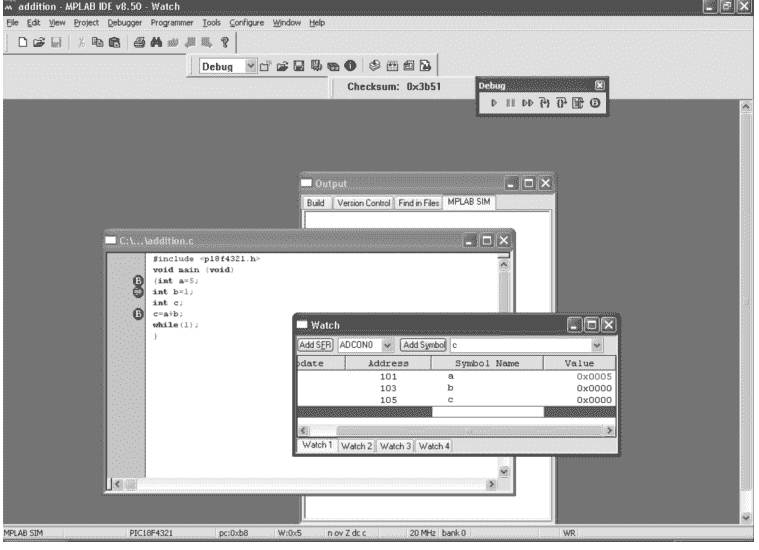 addition - MPLAB IDE v8.50 - Watch
File Edit View Project Debugger Programmer Tools Configure Window Help
Debug
Checksum: 0x3b51
Debug
Output
Build Version Control Find in Files MPLAB SIM
C:\...\addition.c
#include <p18f4321.h>
void main (void)
{int a=5;
int b=1;
int c;
c=a+b;
while(1);
}
Watch
Add SFR ADCON0 Add Symbol c
pdate Address Symbol Name Value
101 a 0x0005
103 b 0x0000
105 c 0x0000
Watch 1 Watch 2 Watch 3 Watch 4
MPLAB SIM PIC18F4321 pc:0xb8 W:0x5 n ov Z dc c 20 MHz bank 0 WR